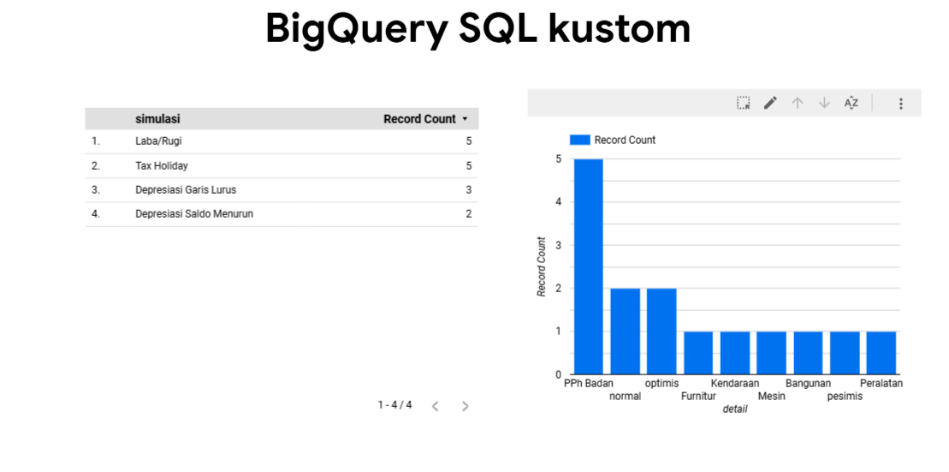 BigQuery SQL kustom
simulasi Record Count
1. Laba/Rugi 5
2. Tax Holiday 5
3. Depresiasi Garis Lurus 3
4. Depresiasi Saldo Menurun 2
1 - 4 / 4
AZ
Record Count
5
4
3
2
1
0
Record Count
PPh Badan optimis Kendaraan Bangunan Peralatan
normal Furnitur Mesin pesimis
detail